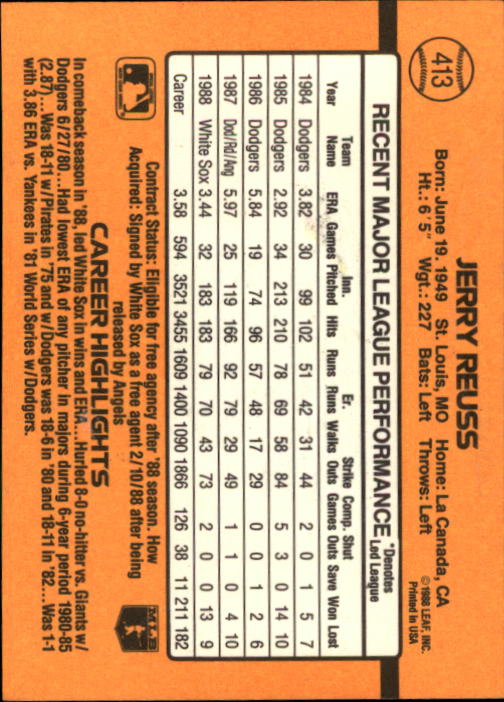 413
JERRY REUSS
Born: June 19, 1949 St. Louis, MO Home: La Canada, CA
Ht.: 6'5" Wgt.: 227 Bats: Left Throws: Left
© 1988 LEAF, INC.
Printed in USA
RECENT MAJOR LEAGUE PERFORMANCE
*Denotes
Led League
Team Inn. Er. Strike Comp. Shut
Year Name ERA Games Pitched Hits Runs Runs Walks Outs Games Outs Save Won Lost
1984 Dodgers 3.82 30 99 102 51 42 31 44 2 0 1 5 7
1985 Dodgers 2.92 34 213 210 78 69 58 84 5 3 0 14 10
1986 Dodgers 5.84 19 74 96 57 48 17 29 0 0 1 2 6
1987 Dod/Rd/Ang 5.97 25 119 166 92 79 29 49 1 1 0 4 10
1988 White Sox 3.44 32 183 183 79 70 43 73 2 0 0 13 9
Career 3.58 594 3521 3455 1609 1400 1090 1866 126 38 11 211 182
Contract Status: Eligible for free agency after '88 season. How
Acquired: Signed by White Sox as a free agent 2/10/88 after being
released by Angels
MLB
CAREER HIGHLIGHTS
In comeback season in '88, led White Sox in wins and ERA...Hurled 8-0 no-hitter vs. Giants w/
Dodgers 6/27/80...Had lowest ERA of any pitcher in majors during 6-year period 1980-85
(2.87)...Was 18-11 w/Pirates in '75 and w/Dodgers was 18-6 in '80 and 18-11 in '82...Was 1-1
with 3.86 ERA vs. Yankees in '81 World Series w/Dodgers.